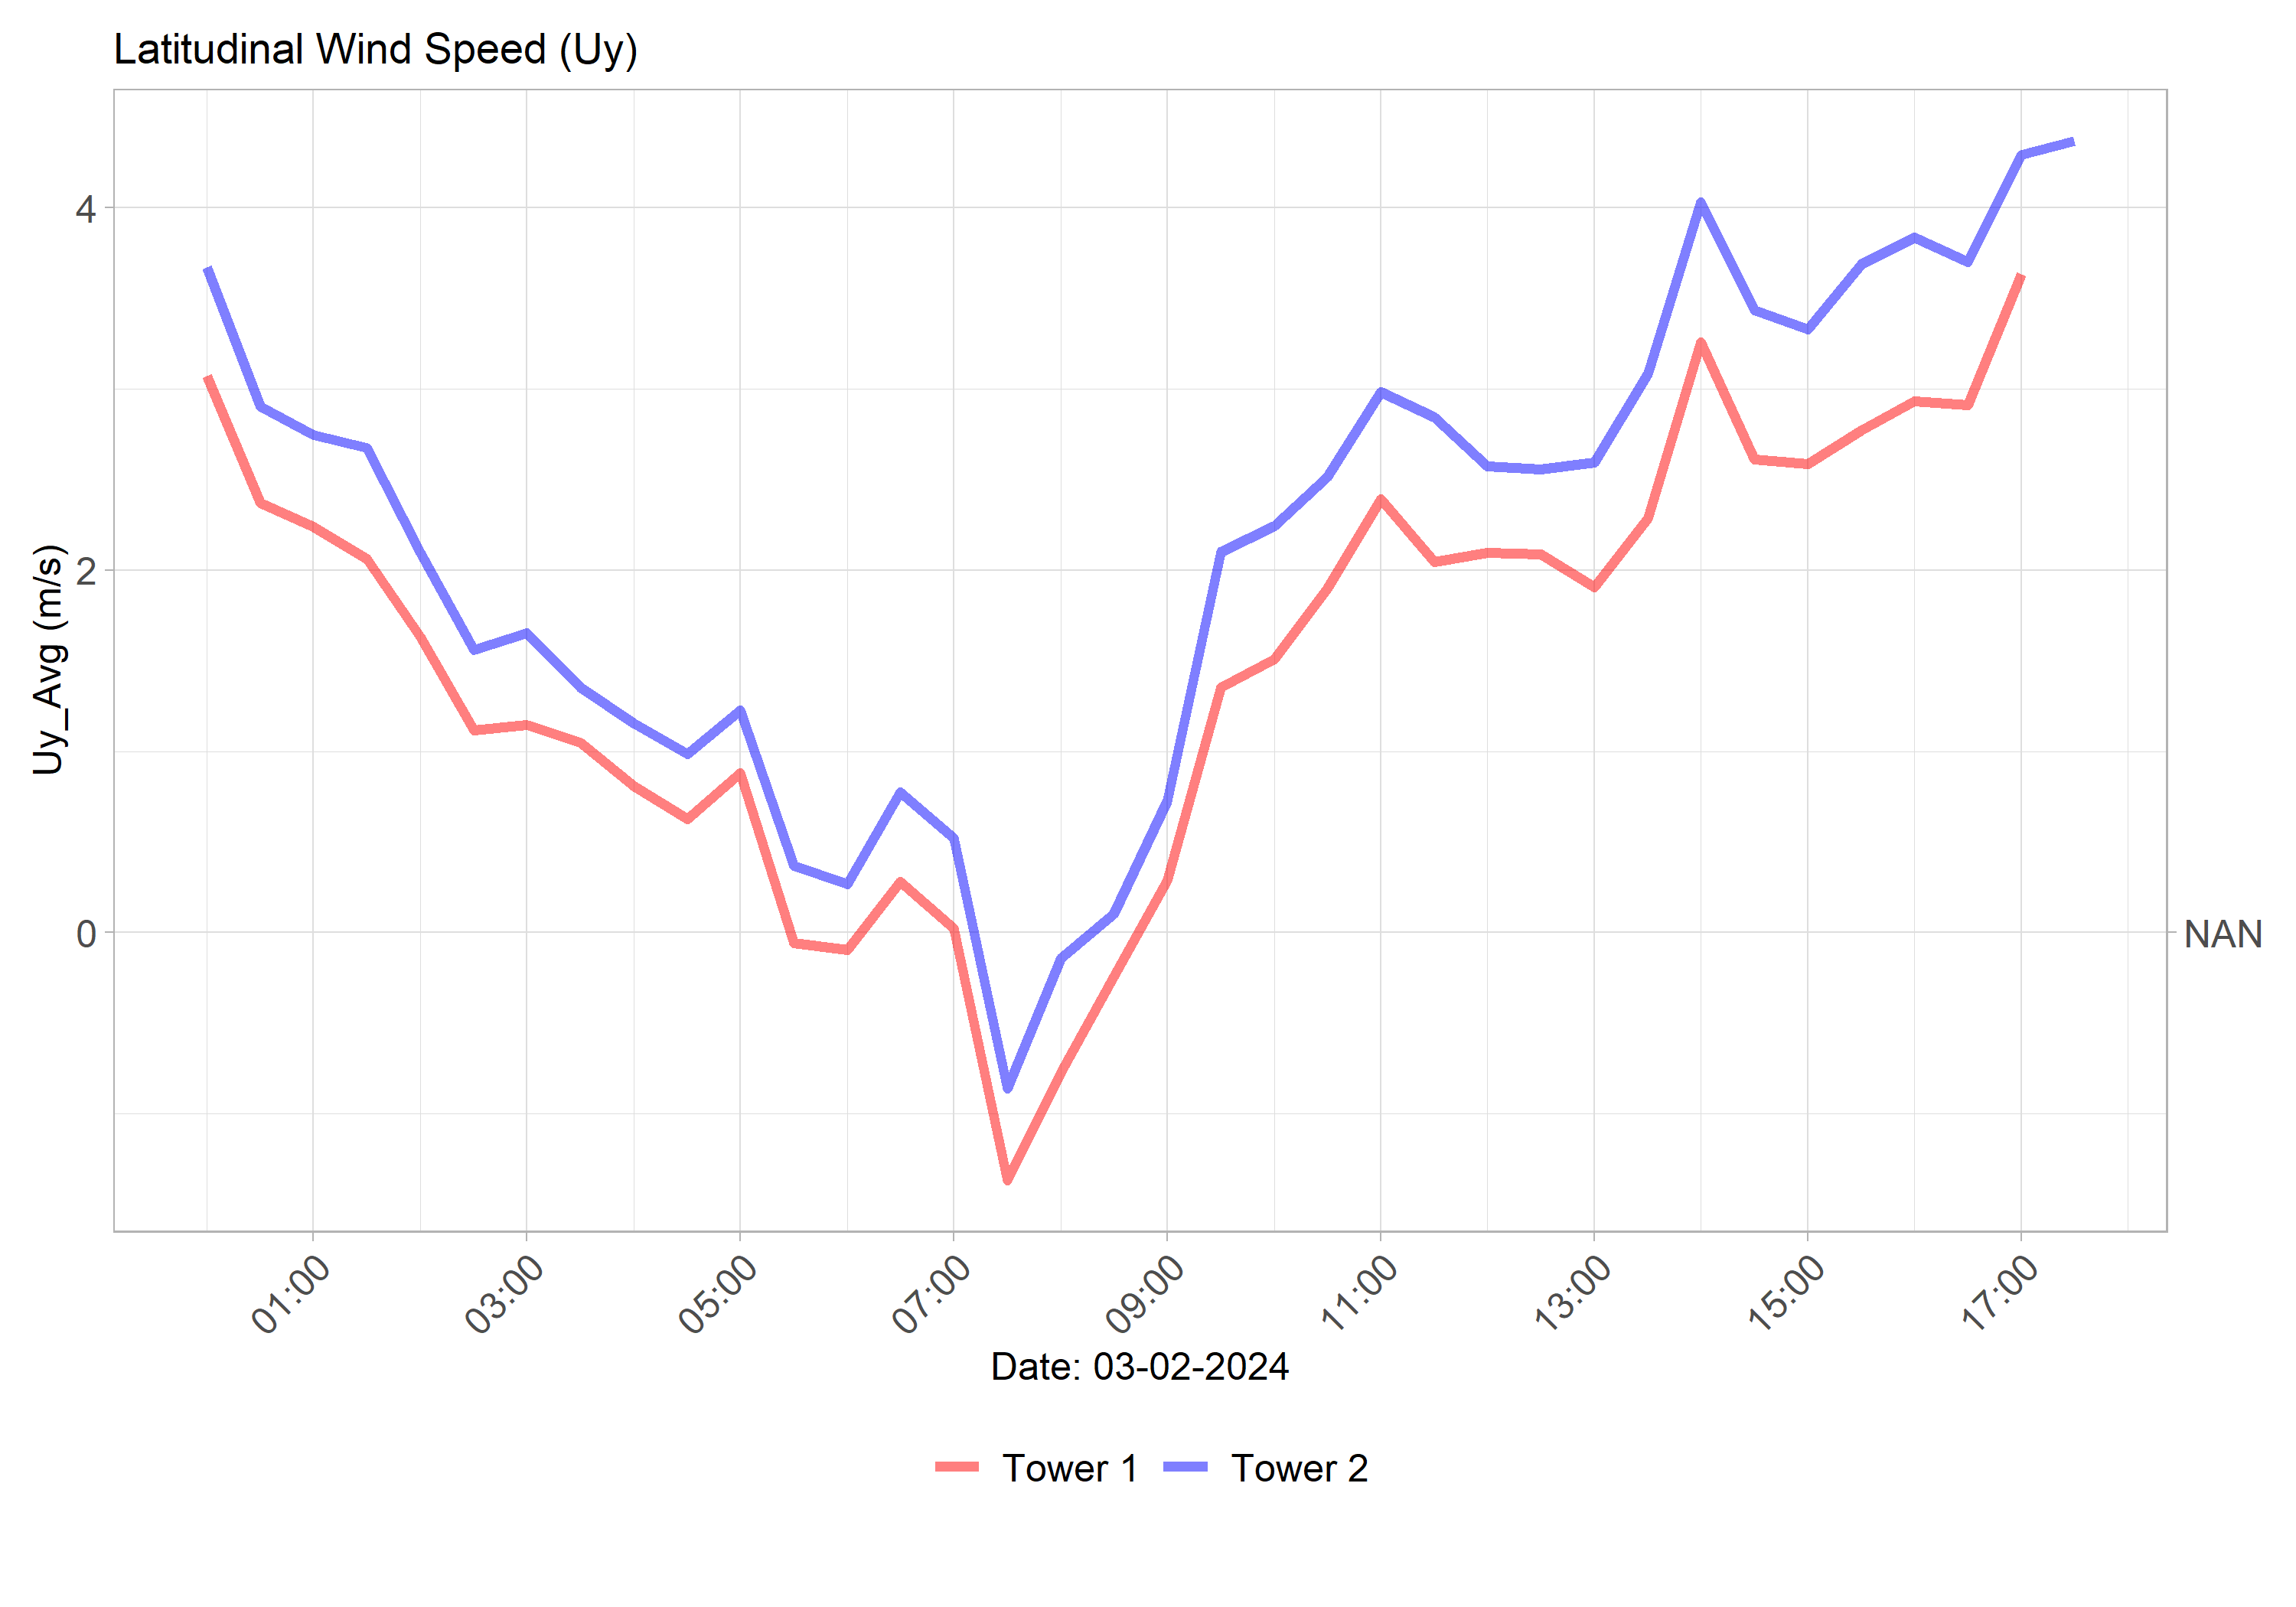 Latitudinal Wind Speed (Uy)
Uy_Avg (m/s)
4
2
0
NAN
01:00 03:00 05:00 07:00 09:00 11:00 13:00 15:00 17:00
Date: 03-02-2024
Tower 1 Tower 2